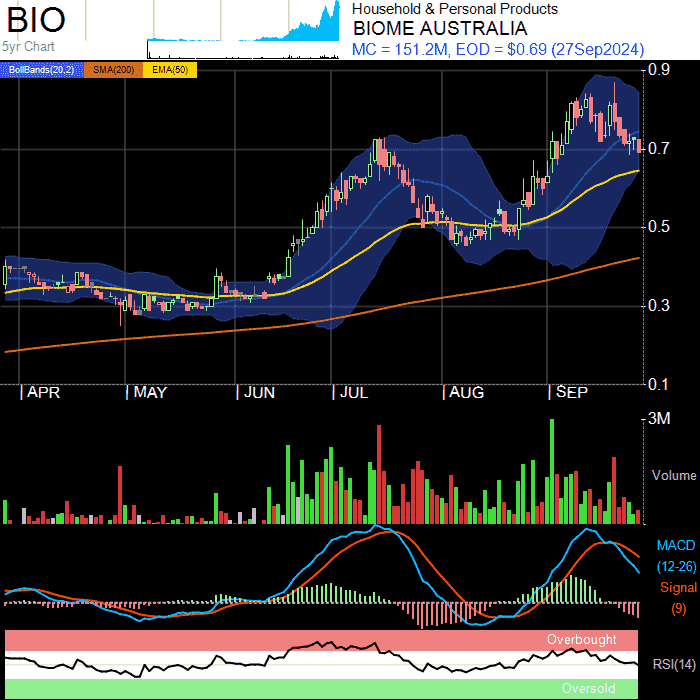 BIO
5yr Chart
Household & Personal Products
BIOME AUSTRALIA
MC = 151.2M, EOD = $0.69 (27Sep2024)
BollBands(20,2) SMA(200) EMA(50)
0.9
0.7
0.5
0.3
0.1
| APR | MAY | JUN | JUL | AUG | SEP
3M
Volume
MACD
(12-26)
Signal
(9)
Overbought
RSI(14)
Oversold